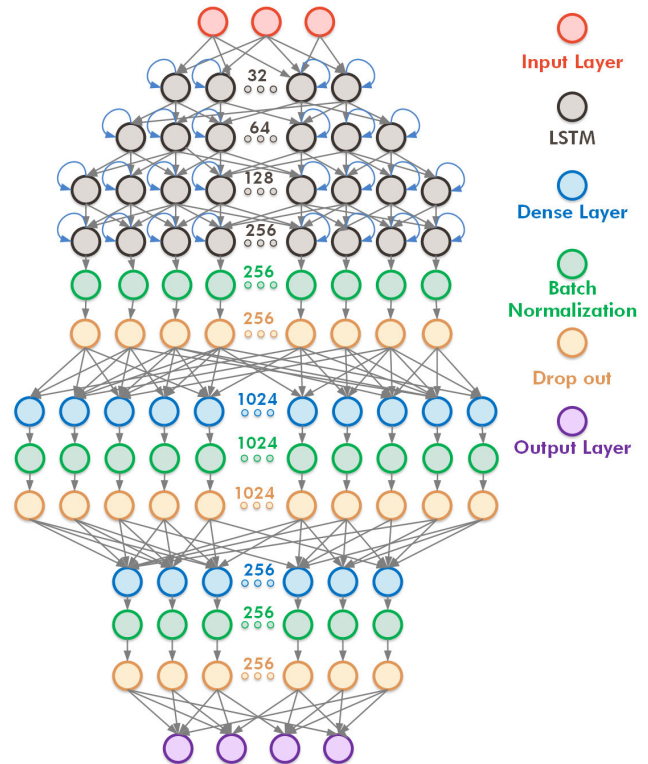 32
64
128
256
256
256
1024
1024
1024
256
256
256
Input Layer
LSTM
Dense Layer
Batch
Normalization
Drop out
Output Layer